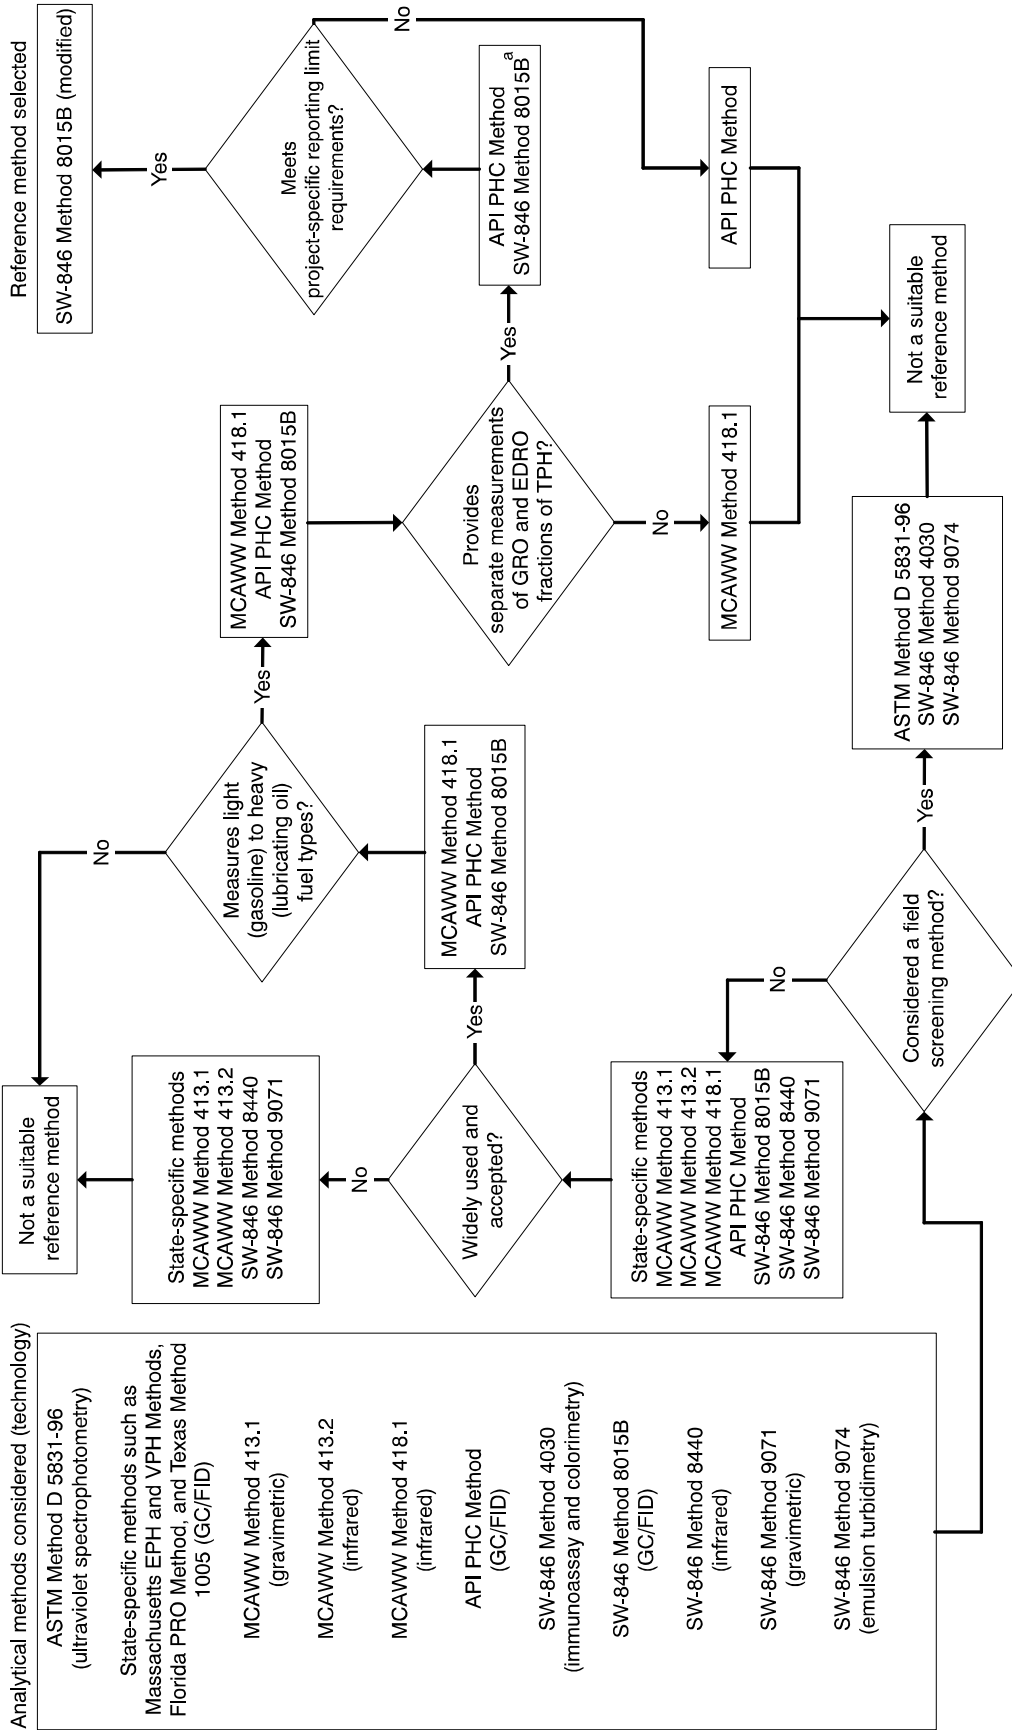 Analytical methods considered (technology)
ASTM Method D 5831-96
(ultraviolet spectrophotometry)
State-specific methods such as
Massachusetts EPH and VPH Methods,
Florida PRO Method, and Texas Method
1005 (GC/FID)
MCAWW Method 413.1
(gravimetric)
MCAWW Method 413.2
(infrared)
MCAWW Method 418.1
(infrared)
API PHC Method
(GC/FID)
SW-846 Method 4030
(immunoassay and colorimetry)
SW-846 Method 8015B
(GC/FID)
SW-846 Method 8440
(infrared)
SW-846 Method 9071
(gravimetric)
SW-846 Method 9074
(emulsion turbidimetry)
Considered a field
screening method?
Yes
ASTM Method D 5831-96
SW-846 Method 4030
SW-846 Method 9074
Not a suitable
reference method
No
State-specific methods
MCAWW Method 413.1
MCAWW Method 413.2
MCAWW Method 418.1
API PHC Method
SW-846 Method 8015B
SW-846 Method 8440
SW-846 Method 9071
Widely used and
accepted?
No
State-specific methods
MCAWW Method 413.1
MCAWW Method 413.2
SW-846 Method 8440
SW-846 Method 9071
Not a suitable
reference method
Yes
MCAWW Method 418.1
API PHC Method
SW-846 Method 8015B
Measures light
(gasoline) to heavy
(lubricating oil)
fuel types?
No
Yes
MCAWW Method 418.1
API PHC Method
SW-846 Method 8015B
Provides
separate measurements
of GRO and EDRO
fractions of TPH?
No
MCAWW Method 418.1
Yes
API PHC Method
SW-846 Method 8015B a
Meets
project-specific reporting limit
requirements?
No
API PHC Method
Yes
Reference method selected
SW-846 Method 8015B (modified)